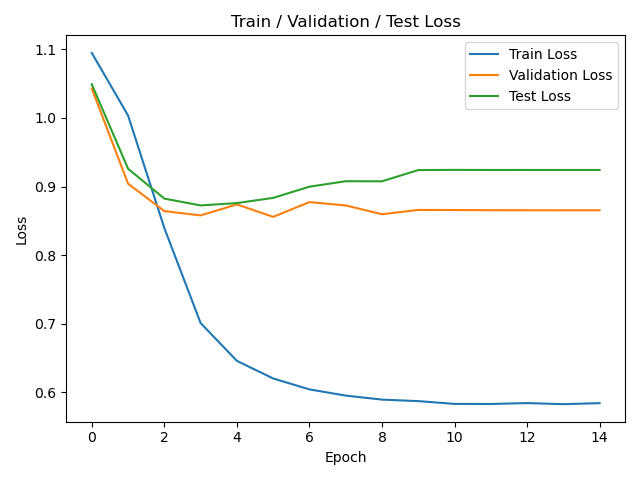 Train / Validation / Test Loss
Train Loss
Validation Loss
Test Loss
Loss
1.1
1.0
0.9
0.8
0.7
0.6
0 2 4 6 8 10 12 14
Epoch